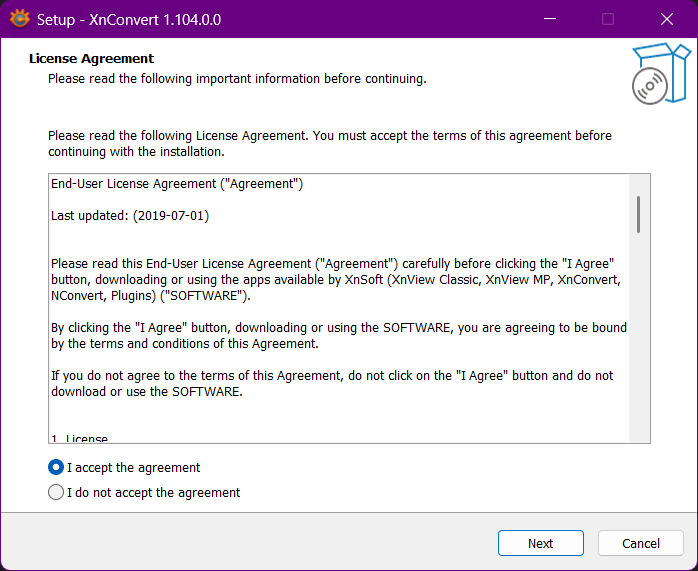 Setup - XnConvert 1.104.0.0
License Agreement
Please read the following important information before continuing.
Please read the following License Agreement. You must accept the terms of this agreement before
continuing with the installation.
End-User License Agreement ("Agreement")
Last updated: (2019-07-01)
Please read this End-User License Agreement ("Agreement") carefully before clicking the "I Agree"
button, downloading or using the apps available by XnSoft (XnView Classic, XnView MP, XnConvert,
NConvert, Plugins) ("SOFTWARE").
By clicking the "I Agree" button, downloading or using the SOFTWARE, you are agreeing to be bound
by the terms and conditions of this Agreement.
If you do not agree to the terms of this Agreement, do not click on the "I Agree" button and do not
download or use the SOFTWARE.
1. License
I accept the agreement
I do not accept the agreement
Next
Cancel